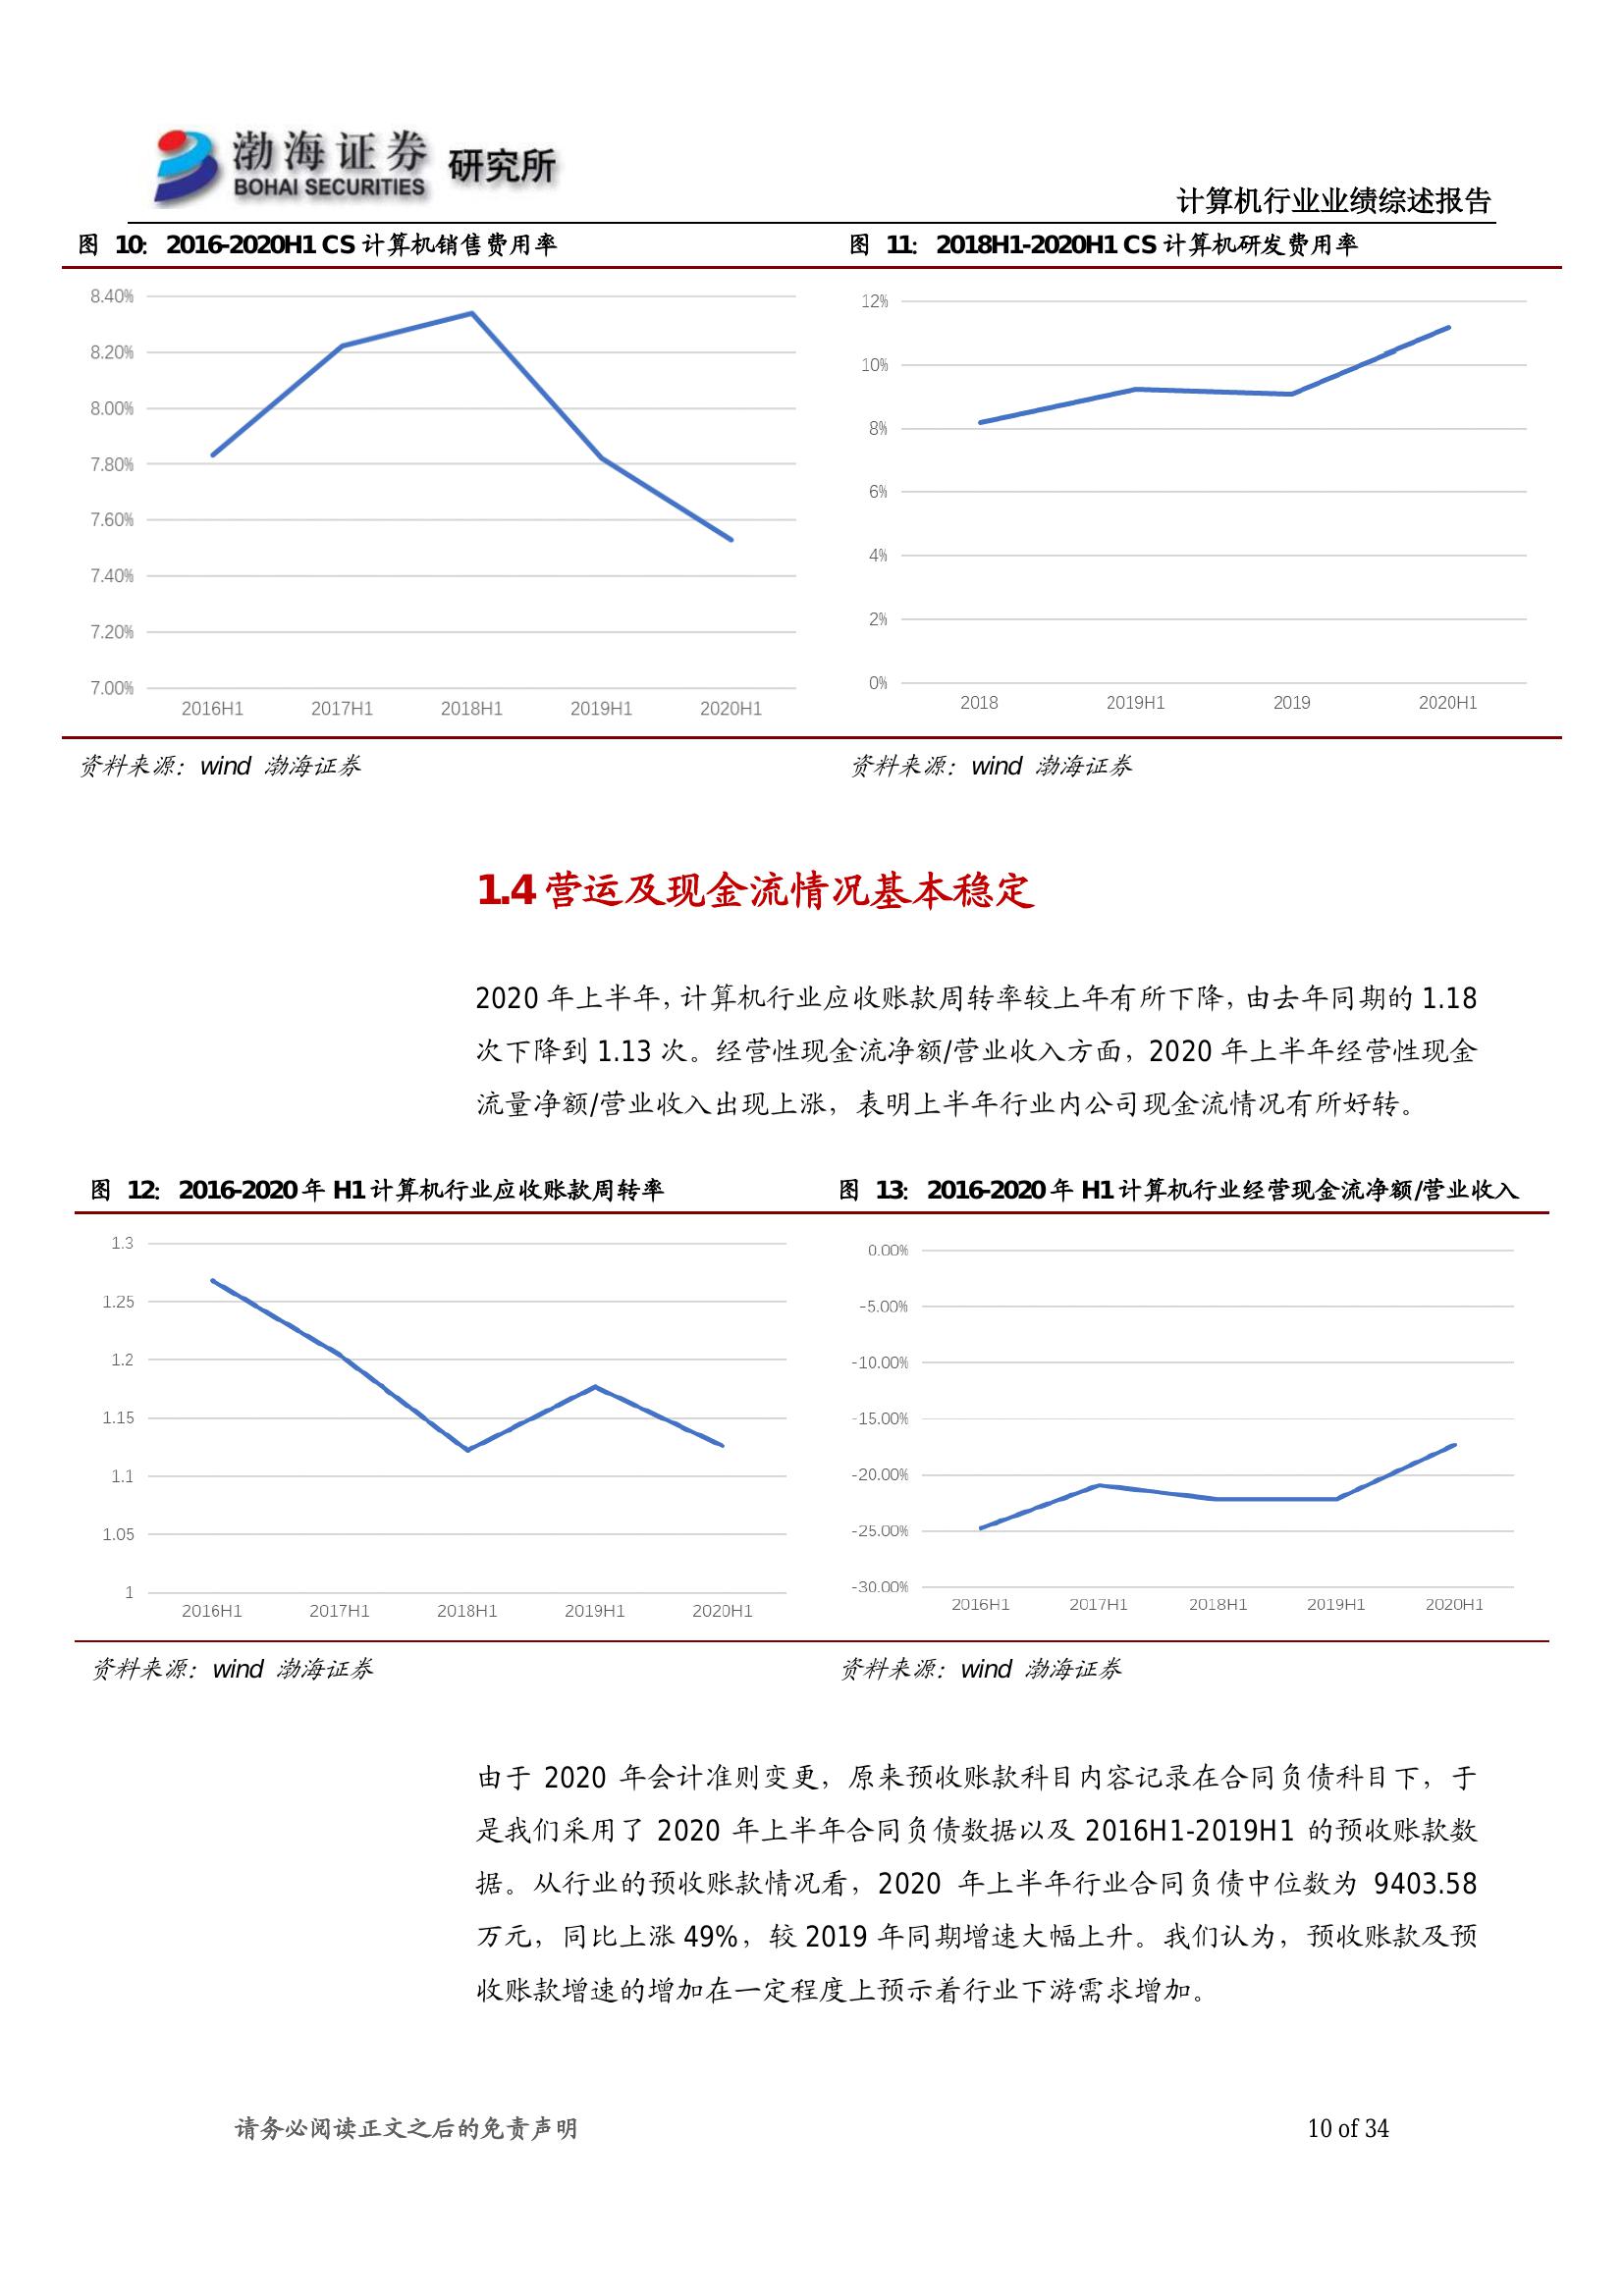 渤海证券 研究所
BOHAI SECURITIES
计算机行业业绩综述报告
图 10： 2016-2020H1 CS 计算机销售费用率
图 11： 2018H1-2020H1 CS 计算机研发费用率
8.40%
8.20%
8.00%
7.80%
7.60%
7.40%
7.20%
7.00%
2016H1 2017H1 2018H1 2019H1 2020H1
12%
10%
8%
6%
4%
2%
0%
2018 2019H1 2019 2020H1
资料来源：wind 渤海证券
资料来源：wind 渤海证券
1.4 营运及现金流情况基本稳定
2020 年上半年，计算机行业应收账款周转率较上年有所下降，由去年同期的 1.18
次下降到 1.13 次。经营性现金流净额/营业收入方面，2020 年上半年经营性现金
流量净额/营业收入出现上涨，表明上半年行业内公司现金流情况有所好转。
图 12： 2016-2020 年 H1 计算机行业应收账款周转率
图 13： 2016-2020 年 H1 计算机行业经营现金流净额/营业收入
1.3
1.25
1.2
1.15
1.1
1.05
1
2016H1 2017H1 2018H1 2019H1 2020H1
0.00%
-5.00%
-10.00%
-15.00%
-20.00%
-25.00%
-30.00%
2016H1 2017H1 2018H1 2019H1 2020H1
资料来源：wind 渤海证券
资料来源：wind 渤海证券
由于 2020 年会计准则变更，原来预收账款科目内容记录在合同负债科目下，于
是我们采用了 2020 年上半年合同负债数据以及 2016H1-2019H1 的预收账款数
据。从行业的预收账款情况看，2020 年上半年行业合同负债中位数为 9403.58
万元，同比上涨 49%，较 2019 年同期增速大幅上升。我们认为，预收账款及预
收账款增速的增加在一定程度上预示着行业下游需求增加。
请务必阅读正文之后的免责声明
10 of 34